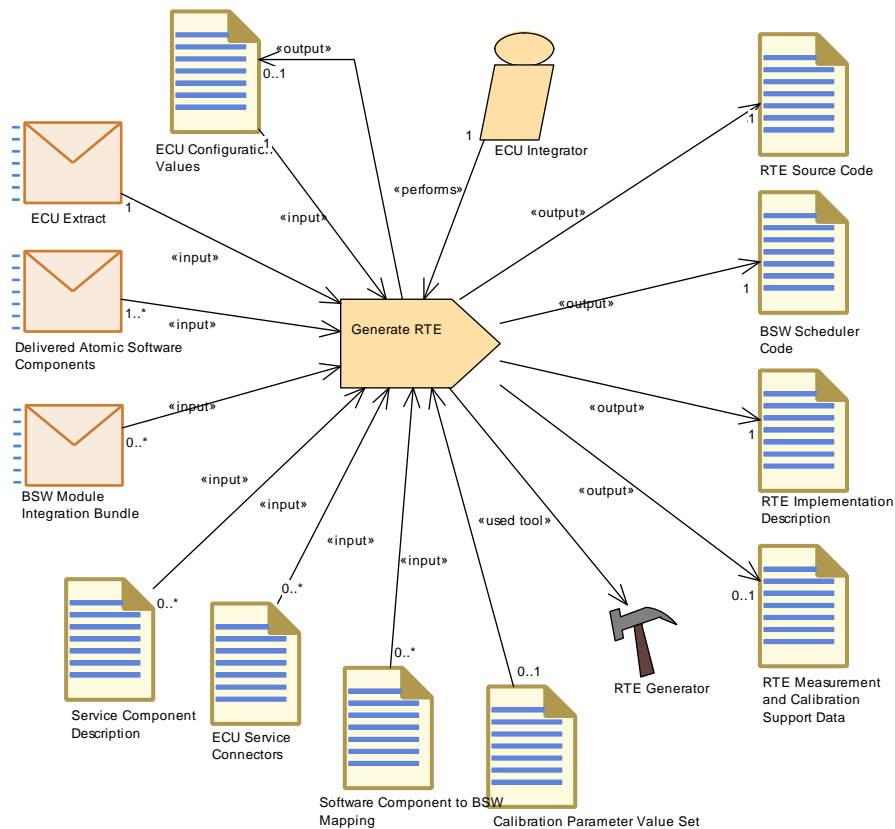 «output»
0..1
ECU Configuratic..
Values
1
«input»
1
ECU Integrator
«performs»
RTE Source Code
..1
«output»
ECU Extract
1
«input»
BSW Scheduler
Code
1
«output»
Delivered Atomic Software
Components
1..*
«input»
Generate RTE
BSW Module
Integration Bundle
0..*
«input»
RTE Implementation
Description
1
«output»
Service Component
Description
0..*
«input»
ECU Service
Connectors
0..*
«input»
Software Component to BSW
Mapping
0..*
«input»
Calibration Parameter Value Set
0..1
«input»
«used tool»
RTE Generator
RTE Measurement
and Calibration
Support Data
0..1
«output»